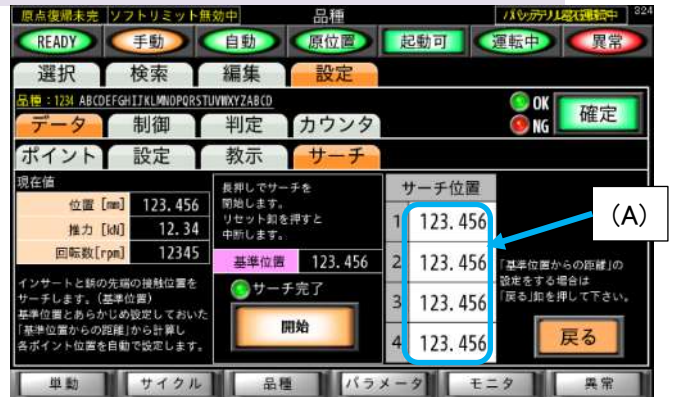 原点復帰未完 ソフトリミット無効中 品種 324
READY 手動 自動 原位置 起動可 運転中 異常
選択 検索 編集 設定
品種：1234 ABCDEFGHIJKLMNOPQRSTUVWXYZABCD
OK
NG
確定
データ 制御 判定 カウンタ
ポイント 設定 教示 サーチ
現在値
位置 [mm] 123.456
推力 [kN] 12.34
回転数[rpm] 12345
インサートと鋲の先端の接触位置を
サーチします。(基準位置)
基準位置とあらかじめ設定しておいた
「基準位置からの距離」から計算し
各ポイント位置を自動で設定します。
長押しでサーチを
開始します。
リセット釦を押すと
中断します。
基準位置 123.456
サーチ完了
開始
サーチ位置
1 123.456
2 123.456
3 123.456
4 123.456
(A)
「基準位置からの距離」の
設定をする場合は
「戻る」釦を押して下さい。
戻る
単動 サイクル 品種 パラメータ モニタ 異常